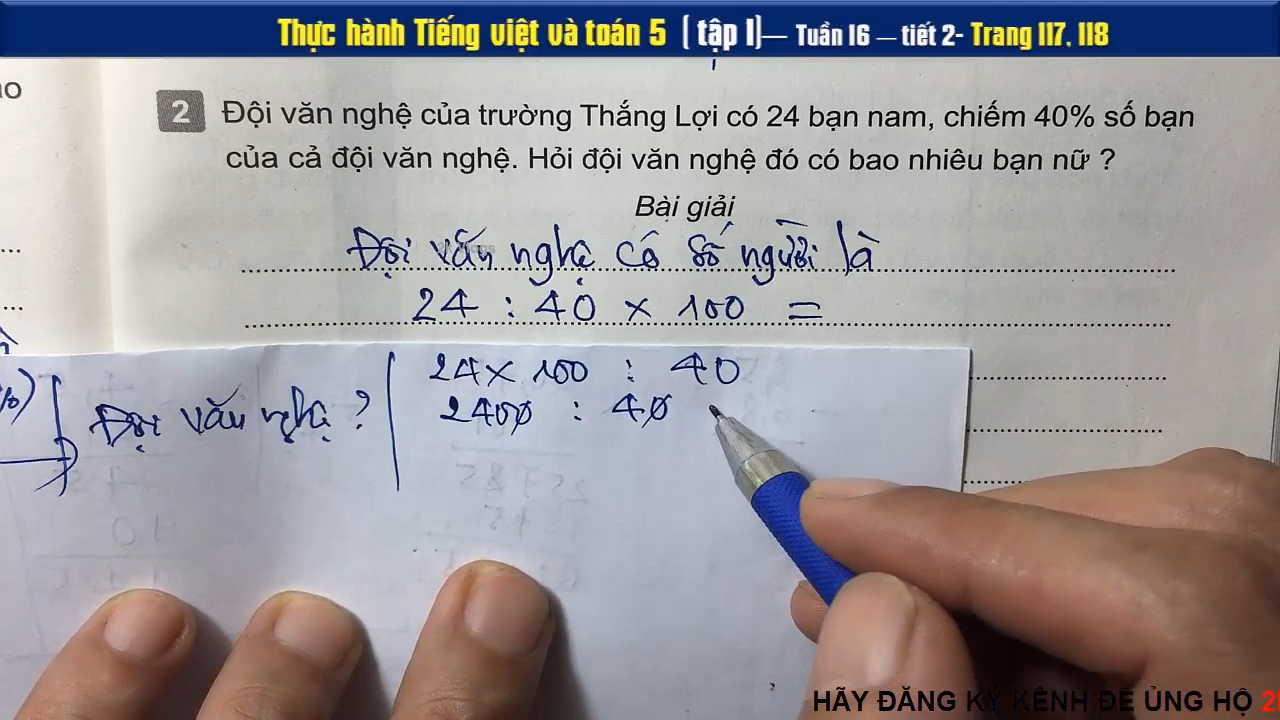 Thực hành Tiếng việt và toán 5 ( tập 1)— Tuần 16 — tiết 2- Trang 117, 118
2 Đội văn nghệ của trường Thắng Lợi có 24 bạn nam, chiếm 40% số bạn
của cả đội văn nghệ. Hỏi đội văn nghệ đó có bao nhiêu bạn nữ ?
Bài giải
Đội văn nghệ có số người là
24 : 40 x 100 =
24 x 100 : 40
Đội văn nghệ ?
2400 : 40
HÃY ĐĂNG KÝ KÊNH ĐỂ ỦNG HỘ